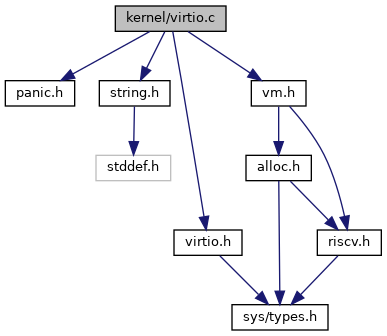 kernel/virtio.c
panic.h
string.h
vm.h
stddef.h
alloc.h
virtio.h
riscv.h
sys/types.h